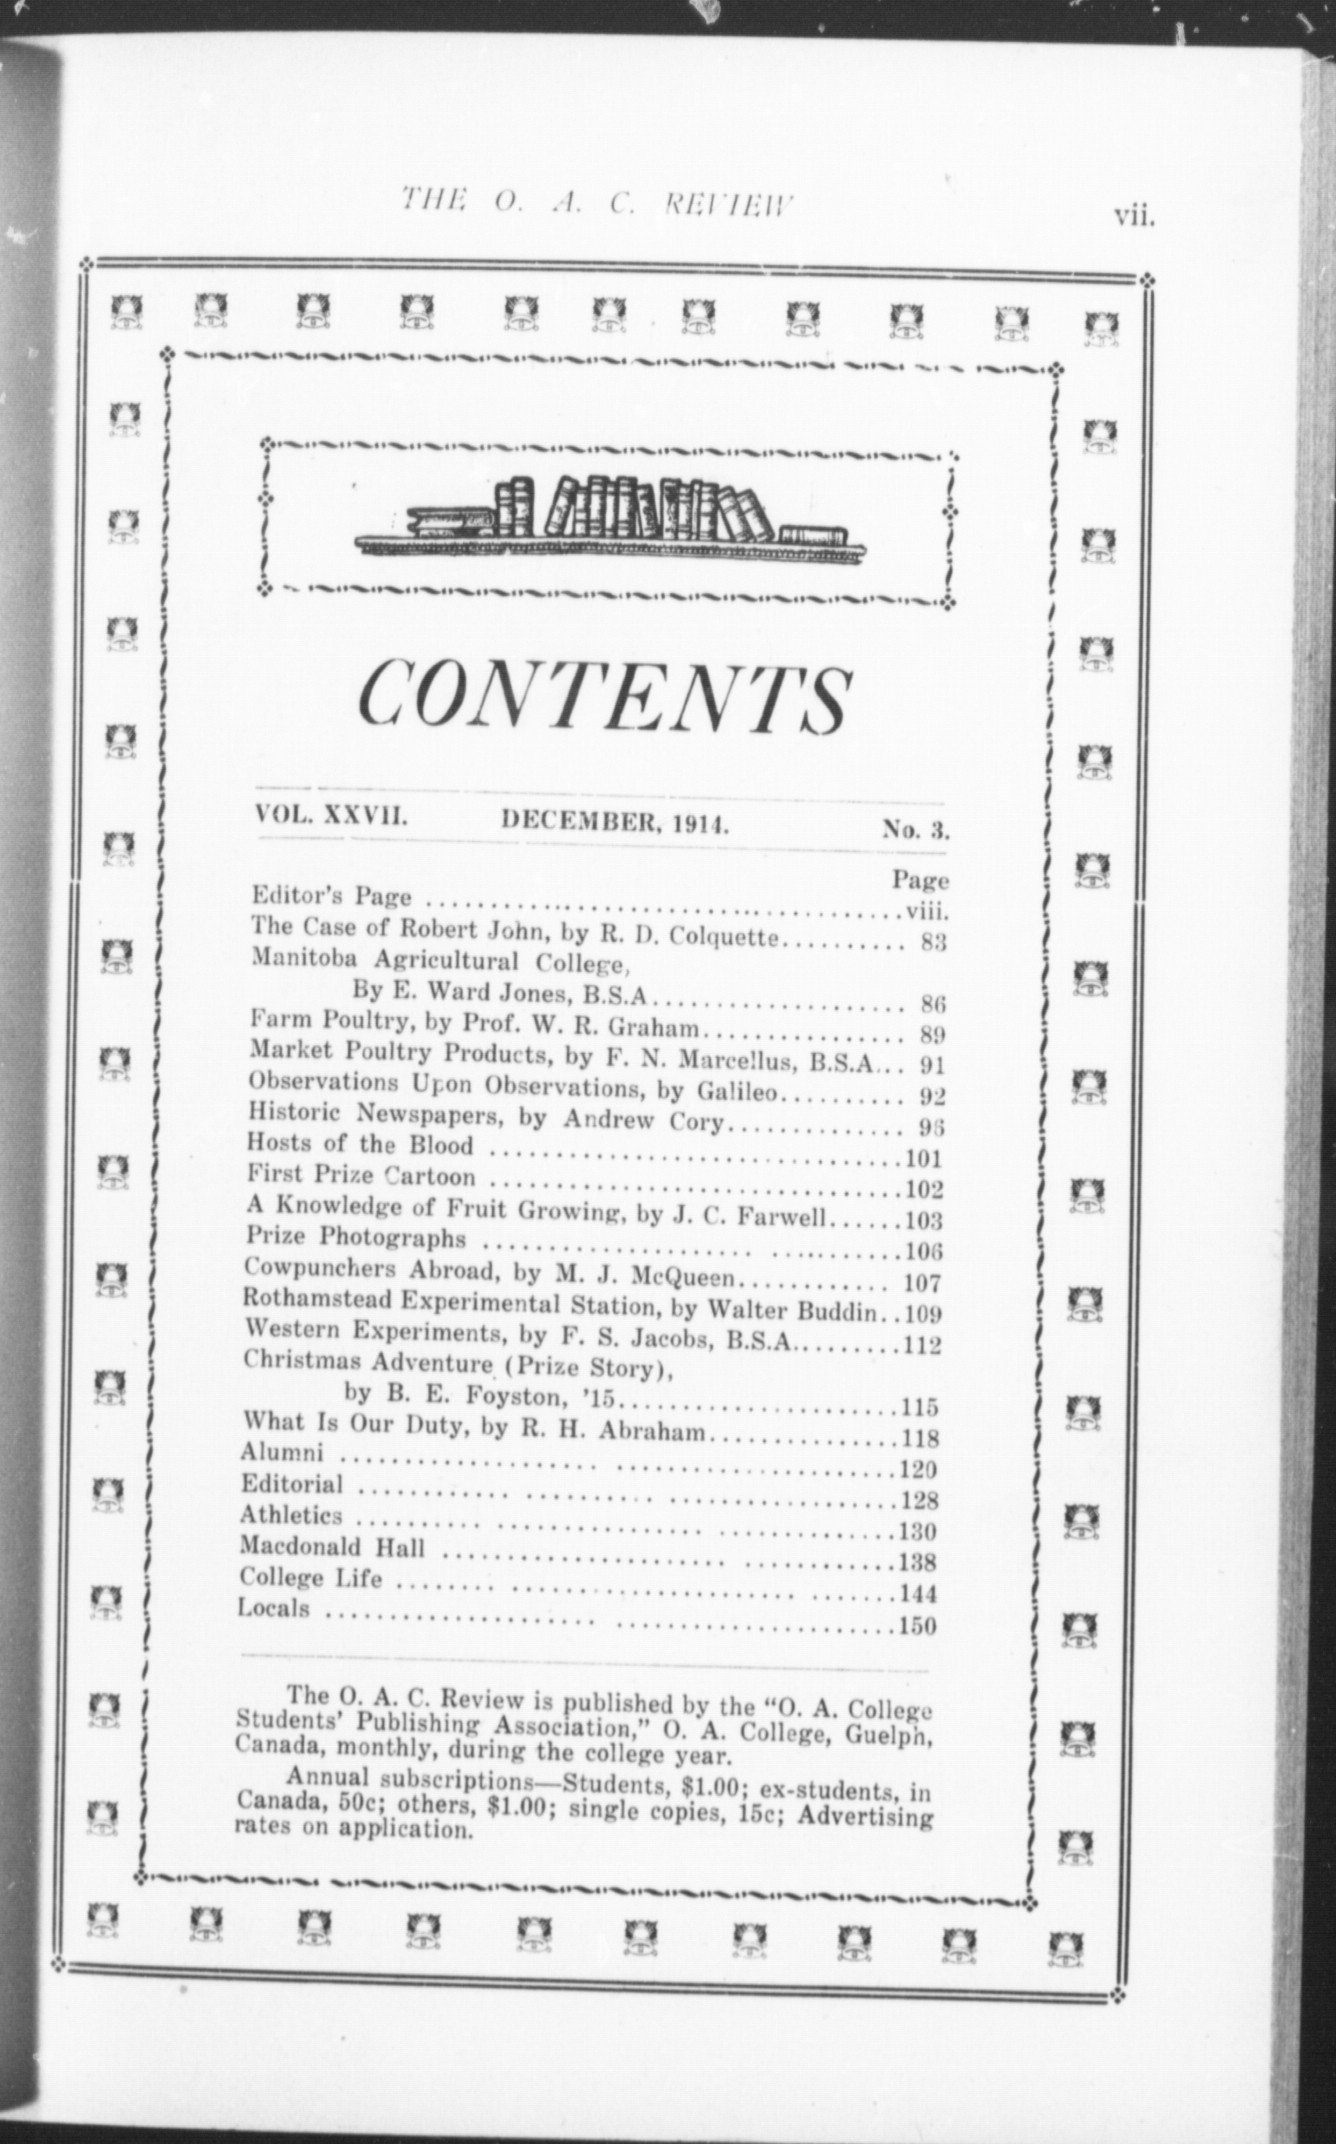 THE O. A. C. REVIEW
vii.
CONTENTS
VOL. XXVII. DECEMBER, 1914. No. 3.
Page
Editor's Page ........................................viii.
The Case of Robert John, by R. D. Colquette.......... 83
Manitoba Agricultural College,
By E. Ward Jones, B.S.A.................... 86
Farm Poultry, by Prof. W. R. Graham................ 89
Market Poultry Products, by F. N. Marcellus, B.S.A... 91
Observations Upon Observations, by Galileo.......... 92
Historic Newspapers, by Andrew Cory.............. 96
Hosts of the Blood ................................101
First Prize Cartoon ................................102
A Knowledge of Fruit Growing, by J. C. Farwell......103
Prize Photographs ..................... ...........106
Cowpunchers Abroad, by M. J. McQueen............ 107
Rothamstead Experimental Station, by Walter Buddin..109
Western Experiments, by F. S. Jacobs, B.S.A.........112
Christmas Adventure (Prize Story),
by B. E. Foyston, '15......................115
What Is Our Duty, by R. H. Abraham...............118
Alumni .................... ......................120
Editorial ............ .......... ..................128
Athletics .......... ................ ..............130
Macdonald Hall ...................... ............138
College Life ........ ...................... .......144
Locals ..................... ......................150
The O. A. C. Review is published by the "O. A. College
Students' Publishing Association," O. A. College, Guelph,
Canada, monthly, during the college year.
Annual subscriptions—Students, $1.00; ex-students, in
Canada, 50c; others, $1.00; single copies, 15c; Advertising
rates on application.